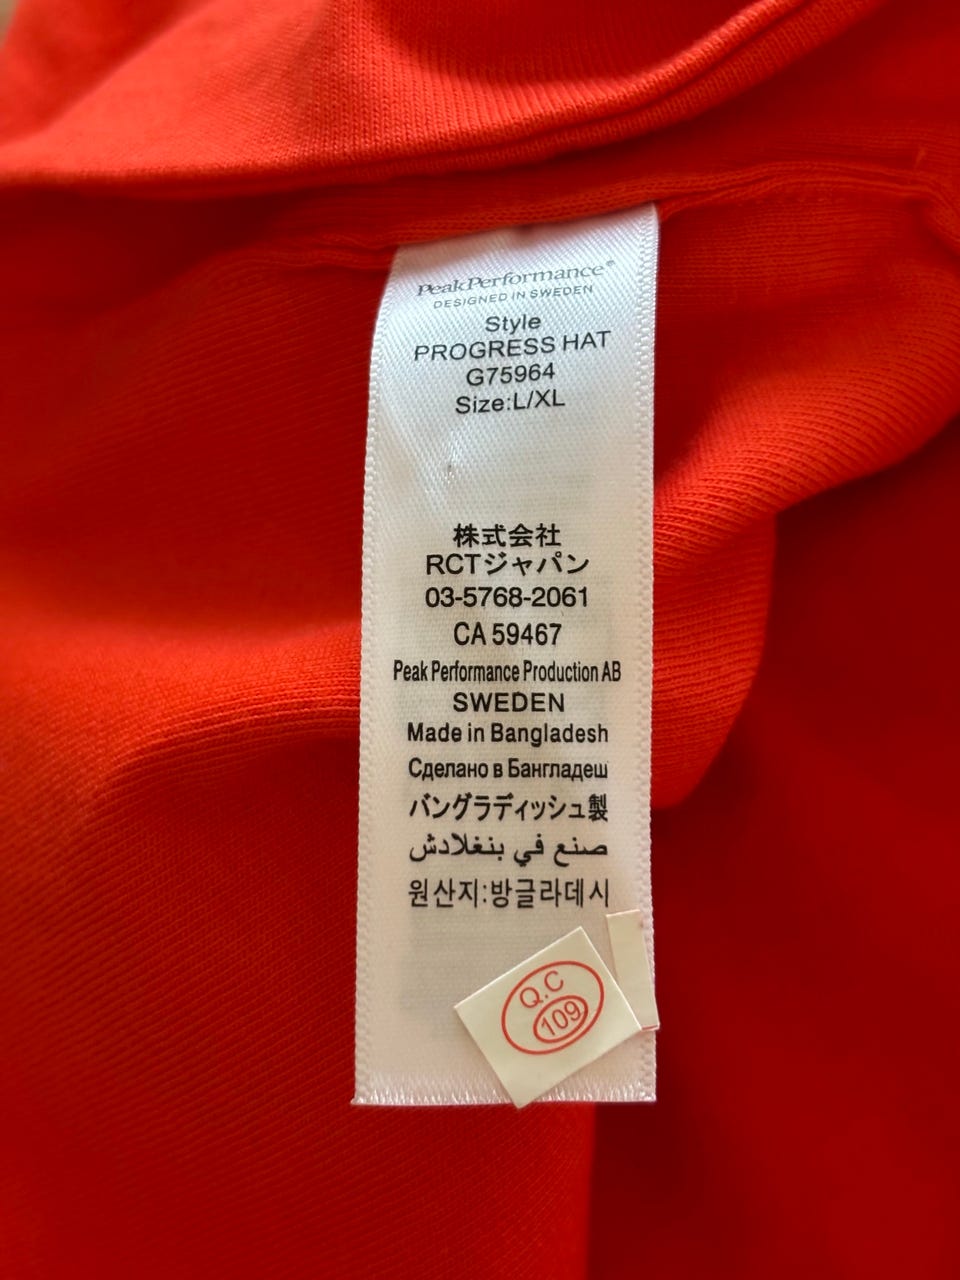 PeakPerformance®
DESIGNED IN SWEDEN
Style
PROGRESS HAT
G75964
Size:L/XL
株式会社
RCTジャパン
03-5768-2061
CA 59467
Peak Performance Production AB
SWEDEN
Made in Bangladesh
Сделано в Бангладеш
バングラディッシュ製
صنع في بنغلادش
원산지:방글라데시
Q.C
109